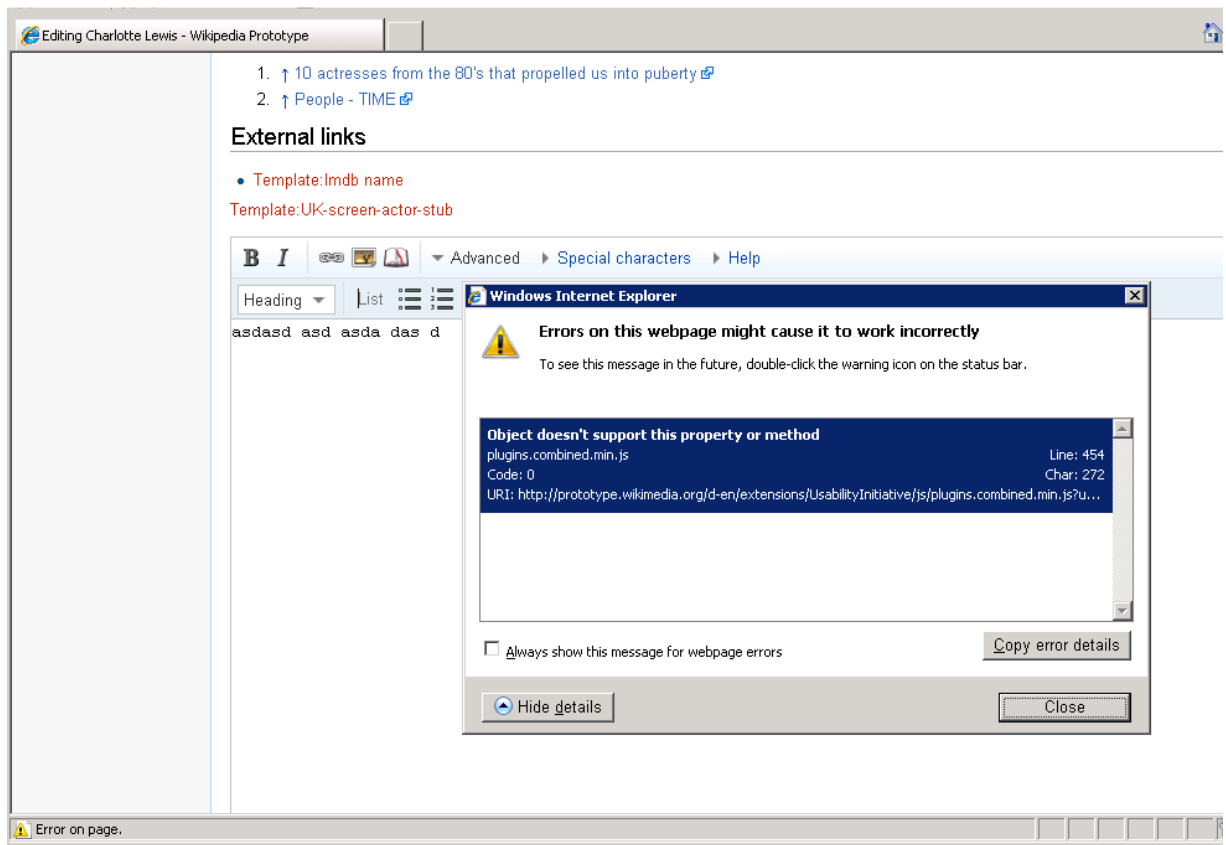 Editing Charlotte Lewis - Wikipedia Prototype
1. ↑ 10 actresses from the 80's that propelled us into puberty
2. ↑ People - TIME
External links
• Template:Imdb name
Template:UK-screen-actor-stub
B I Advanced Special characters Help
Heading List
asdasd asd asda das d
Windows Internet Explorer
Errors on this webpage might cause it to work incorrectly
To see this message in the future, double-click the warning icon on the status bar.
Object doesn't support this property or method
plugins.combined.min.js Line: 454
Code: 0 Char: 272
URI: http://prototype.wikimedia.org/d-en/extensions/UsabilityInitiative/js/plugins.combined.min.js?u...
Always show this message for webpage errors
Copy error details
Hide details Close
Error on page.